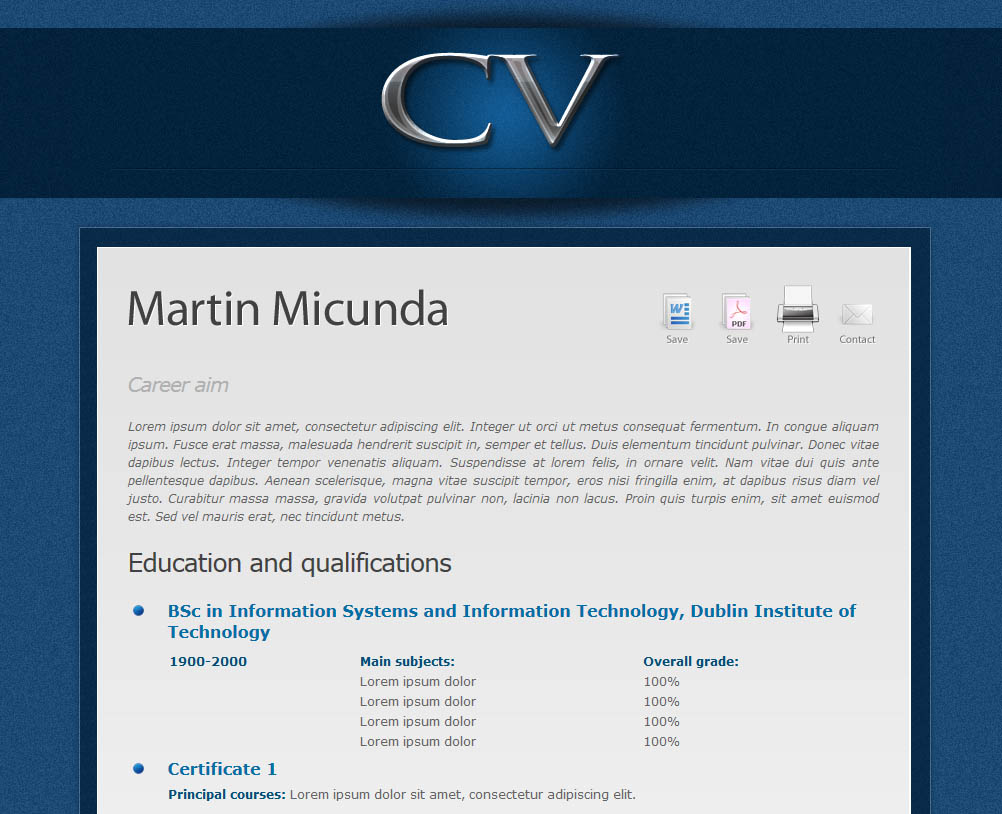 CV
Martin Micunda
W
PDF
Save
Save
Print
Contact
Career aim
Lorem ipsum dolor sit amet, consectetur adipiscing elit. Integer ut orci ut metus consequat fermentum. In congue aliquam
ipsum. Fusce erat massa, malesuada hendrerit suscipit in, semper et tellus. Duis elementum tincidunt pulvinar. Donec vitae
dapibus lectus. Integer tempor venenatis aliquam. Suspendisse at lorem felis, in ornare velit. Nam vitae dui quis ante
pellentesque dapibus. Aenean scelerisque, magna vitae suscipit tempor, eros nisi fringilla enim, at dapibus risus diam vel
justo. Curabitur massa massa, gravida volutpat pulvinar non, lacinia non lacus. Proin quis turpis enim, sit amet euismod
est. Sed vel mauris erat, nec tincidunt metus.
Education and qualifications
BSc in Information Systems and Information Technology, Dublin Institute of
Technology
1900-2000 Main subjects: Overall grade:
Lorem ipsum dolor 100%
Lorem ipsum dolor 100%
Lorem ipsum dolor 100%
Lorem ipsum dolor 100%
Certificate 1
Principal courses: Lorem ipsum dolor sit amet, consectetur adipiscing elit.